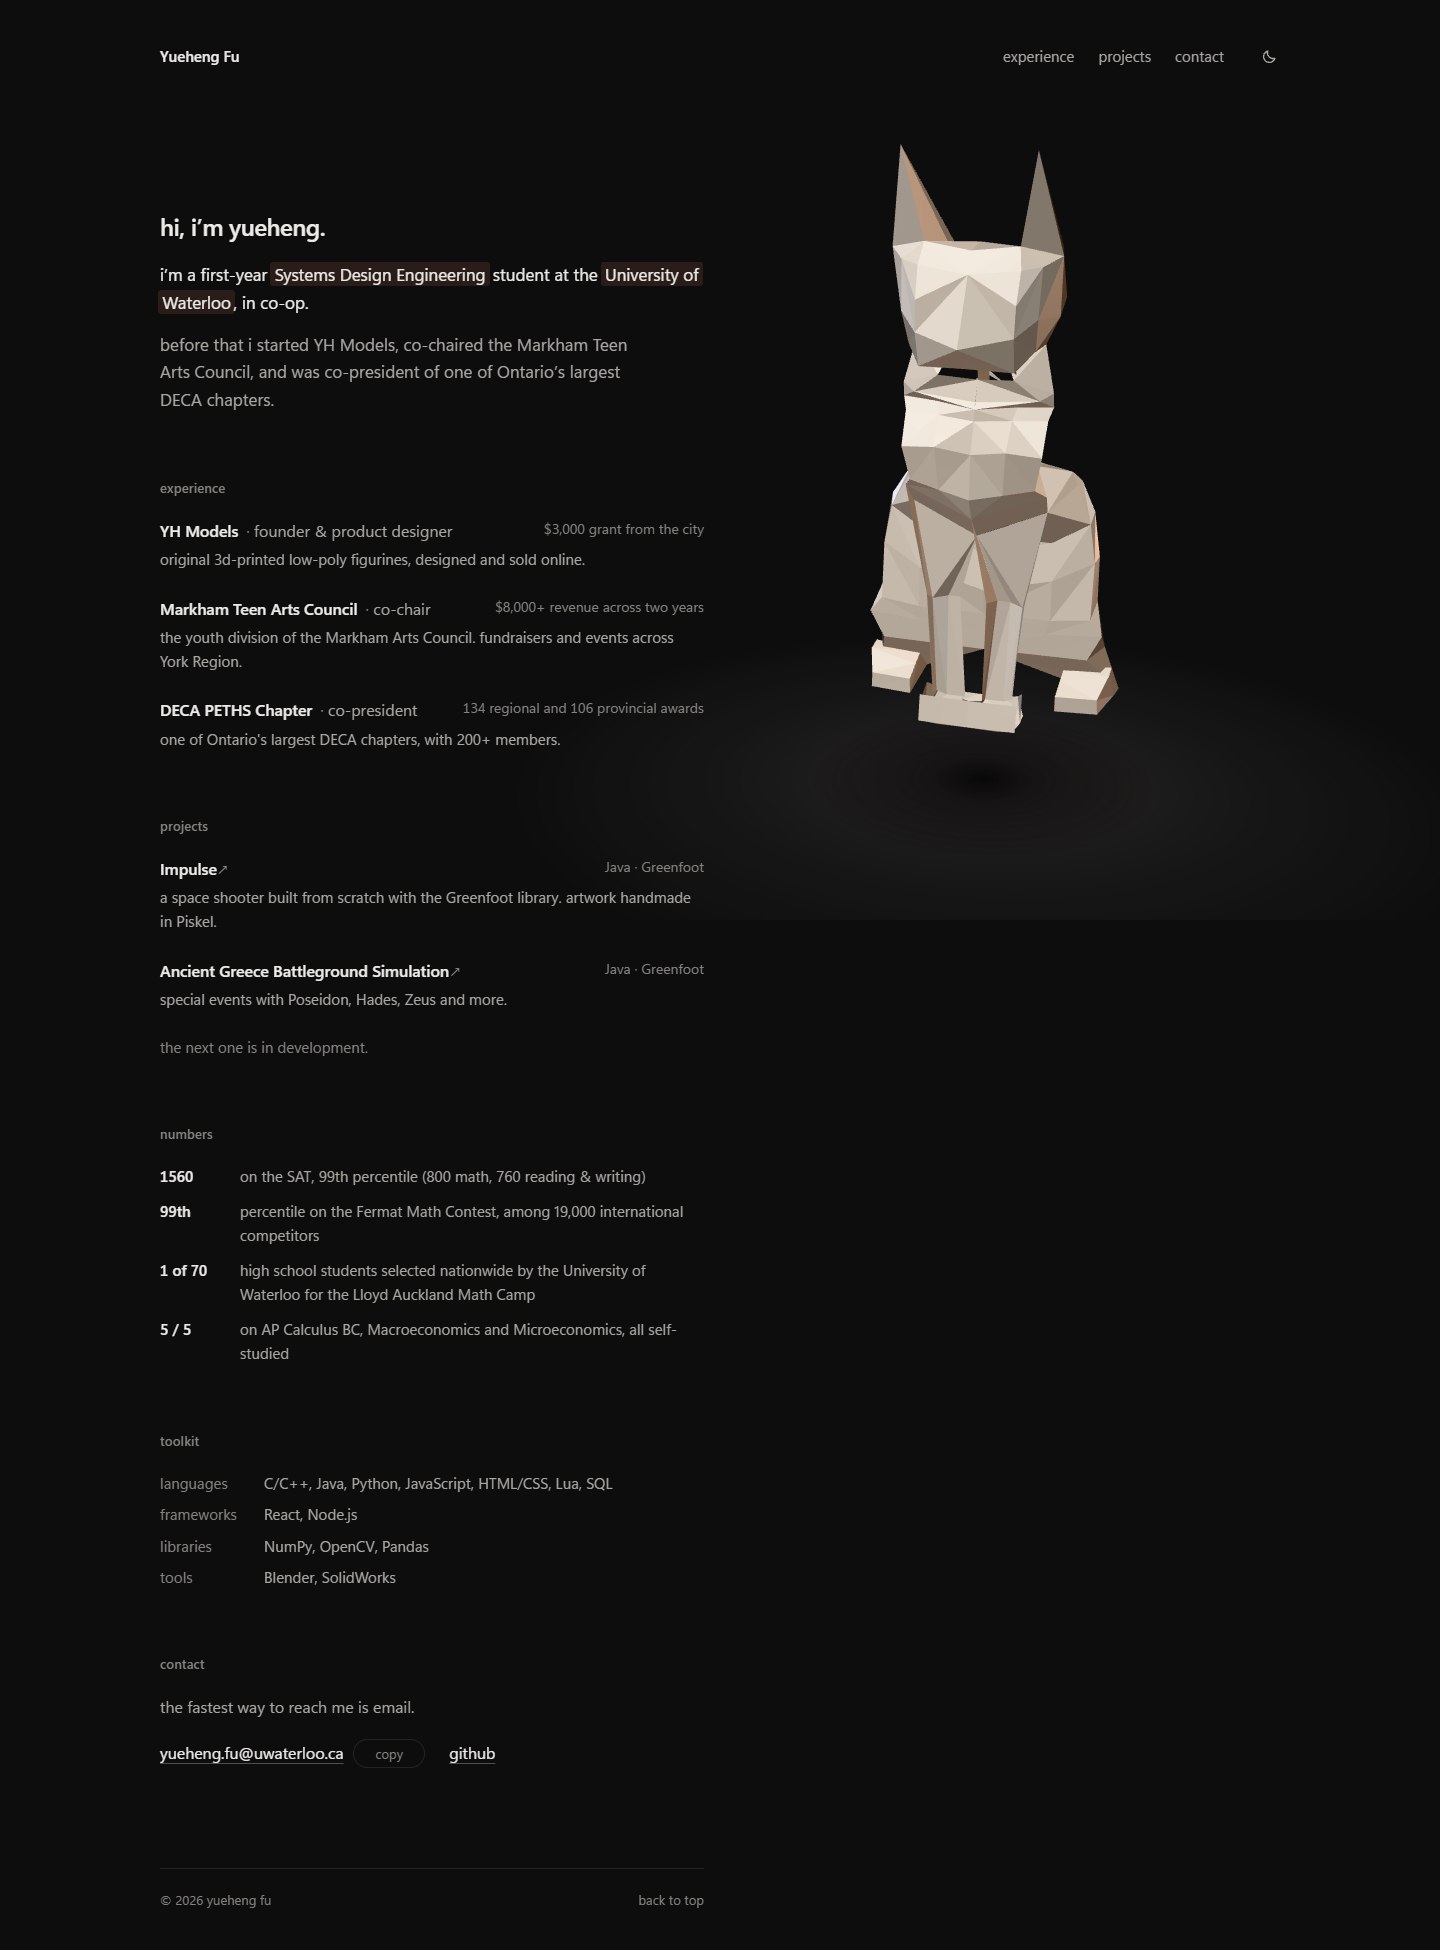 Yueheng Fu
experience projects contact
hi, i’m yueheng.
i’m a first-year Systems Design Engineering student at the University of
Waterloo, in co-op.
before that i started YH Models, co-chaired the Markham Teen
Arts Council, and was co-president of one of Ontario’s largest
DECA chapters.
experience
YH Models · founder & product designer $3,000 grant from the city
original 3d-printed low-poly figurines, designed and sold online.
Markham Teen Arts Council · co-chair $8,000+ revenue across two years
the youth division of the Markham Arts Council. fundraisers and events across
York Region.
DECA PETHS Chapter · co-president 134 regional and 106 provincial awards
one of Ontario's largest DECA chapters, with 200+ members.
projects
Impulse↗ Java · Greenfoot
a space shooter built from scratch with the Greenfoot library. artwork handmade
in Piskel.
Ancient Greece Battleground Simulation↗ Java · Greenfoot
special events with Poseidon, Hades, Zeus and more.
the next one is in development.
numbers
1560 on the SAT, 99th percentile (800 math, 760 reading & writing)
99th percentile on the Fermat Math Contest, among 19,000 international
competitors
1 of 70 high school students selected nationwide by the University of
Waterloo for the Lloyd Auckland Math Camp
5 / 5 on AP Calculus BC, Macroeconomics and Microeconomics, all self-
studied
toolkit
languages C/C++, Java, Python, JavaScript, HTML/CSS, Lua, SQL
frameworks React, Node.js
libraries NumPy, OpenCV, Pandas
tools Blender, SolidWorks
contact
the fastest way to reach me is email.
yueheng.fu@uwaterloo.ca copy github
© 2026 yueheng fu back to top